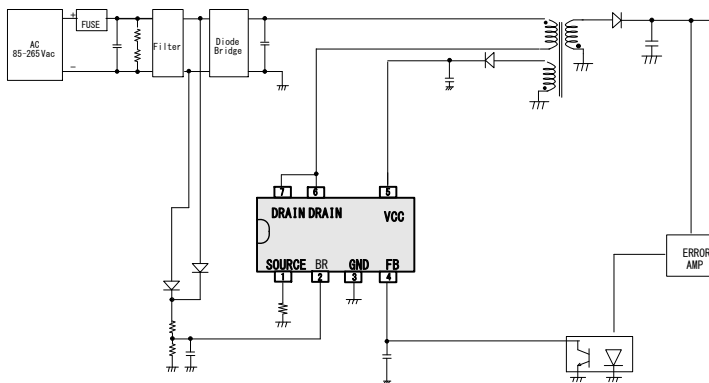 +
FUSE
AC
85-265Vac
-
Filter
Diode
Bridge
7
6
5
DRAIN DRAIN
VCC
SOURCE BR GND FB
1
2
3
4
ERROR
AMP